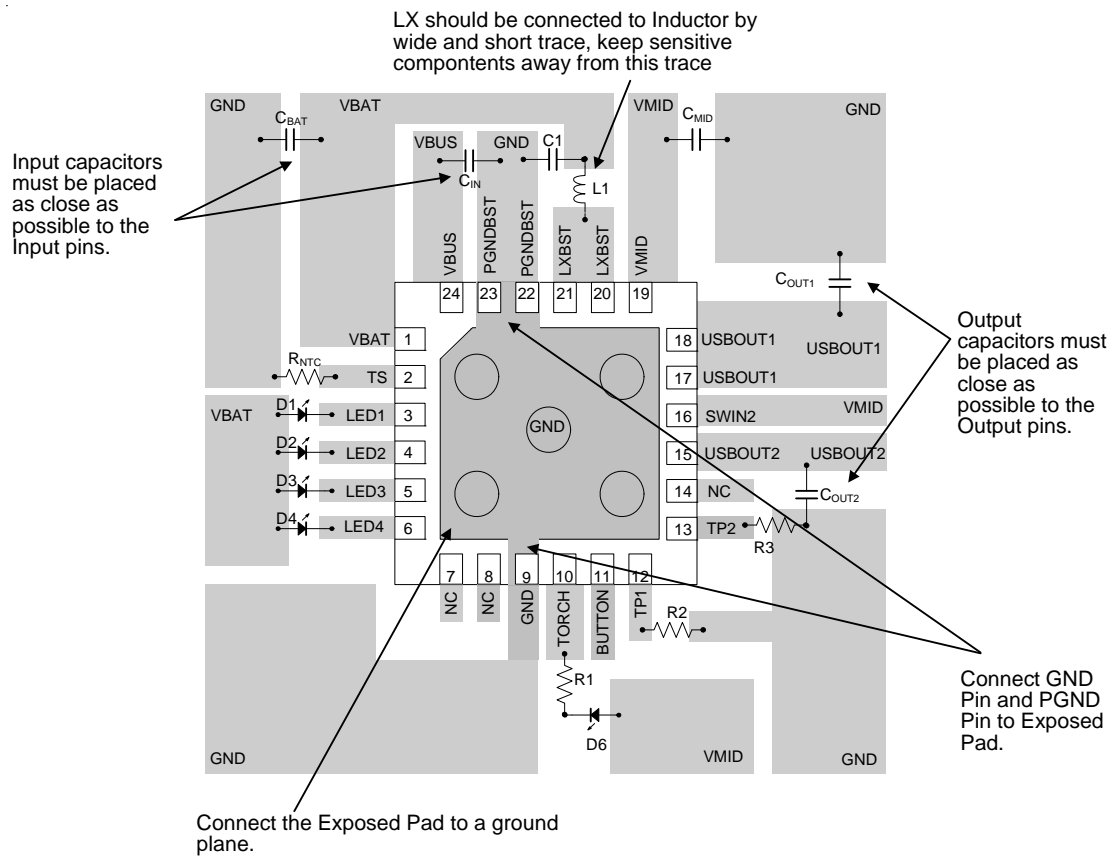 LX should be connected to Inductor by
wide and short trace, keep sensitive
compontents away from this trace
GND
C_BAT
VBAT
VMID
C_MID
GND
VBUS
C_IN
GND
C1
L1
Input capacitors
must be placed
as close as
possible to the
Input pins.
VBUS
PGNDBST
PGNDBST
LXBST
LXBST
VMID
24
23
22
21
20
19
C_OUT1
USBOUT1
Output
capacitors must
be placed as
close as
possible to the
Output pins.
VBAT
1
18
USBOUT1
R_NTC
TS
2
17
USBOUT1
VBAT
D1
LED1
3
16
SWIN2
VMID
D2
LED2
4
GND
15
USBOUT2
USBOUT2
D3
LED3
5
14
NC
C_OUT2
D4
LED4
6
13
TP2
R3
7
8
9
10
11
12
NC
NC
GND
TORCH
BUTTON
TP1
R2
R1
D6
Connect GND
Pin and PGND
Pin to Exposed
Pad.
GND
VMID
GND
Connect the Exposed Pad to a ground
plane.